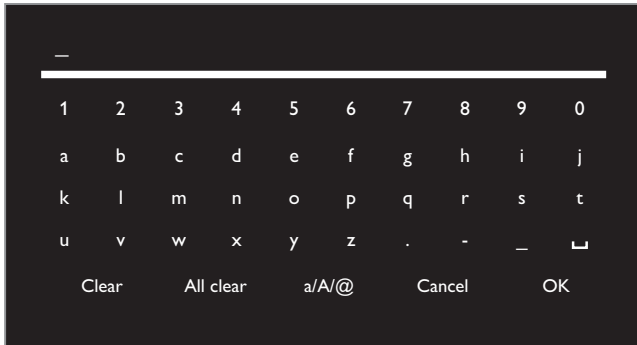 _
1 2 3 4 5 6 7 8 9 0
a b c d e f g h i j
k l m n o p q r s t
u v w x y z . - _ ␣
Clear All clear a/A/@ Cancel OK